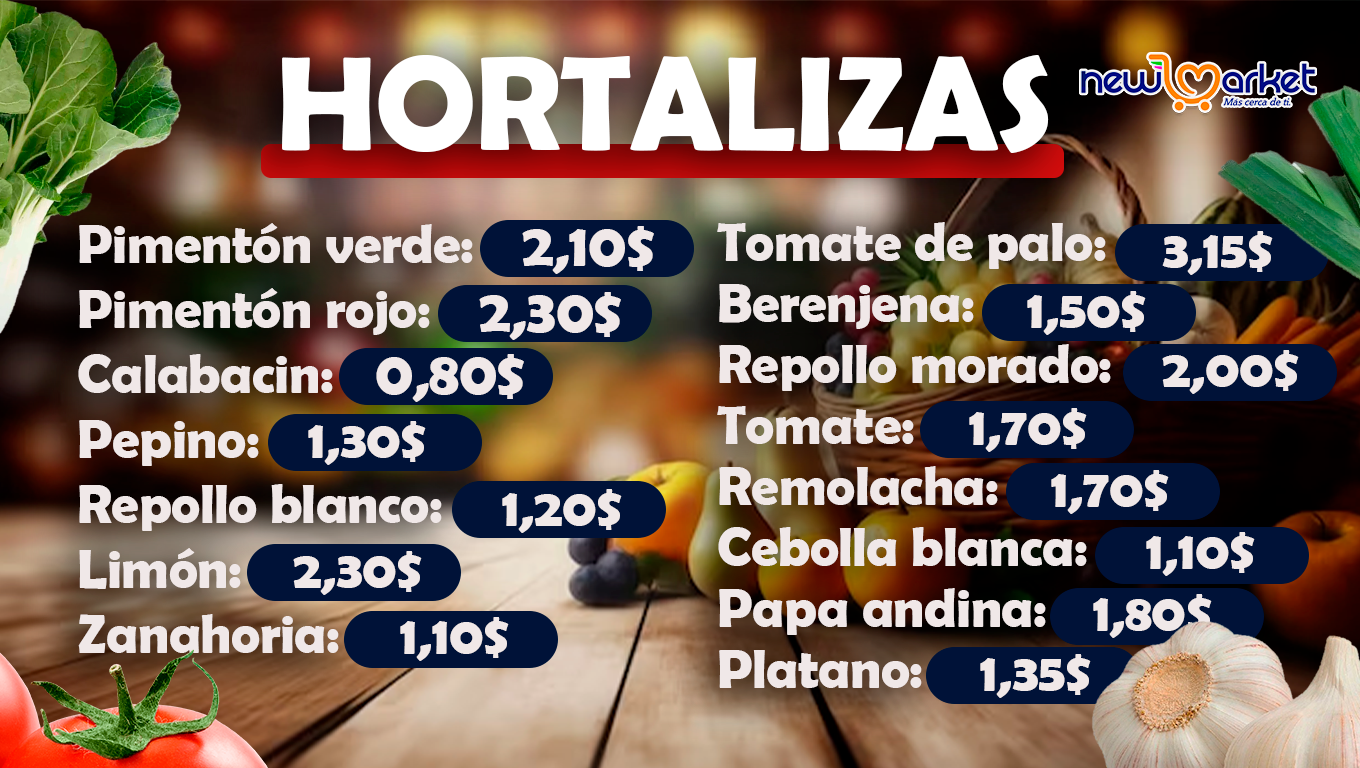 HORTALIZAS
newmarket
Más cerca de ti.
Pimentón verde: 2,10$
Pimentón rojo: 2,30$
Calabacin: 0,80$
Pepino: 1,30$
Repollo blanco: 1,20$
Limón: 2,30$
Zanahoria: 1,10$
Tomate de palo: 3,15$
Berenjena: 1,50$
Repollo morado: 2,00$
Tomate: 1,70$
Remolacha: 1,70$
Cebolla blanca: 1,10$
Papa andina: 1,80$
Platano: 1,35$